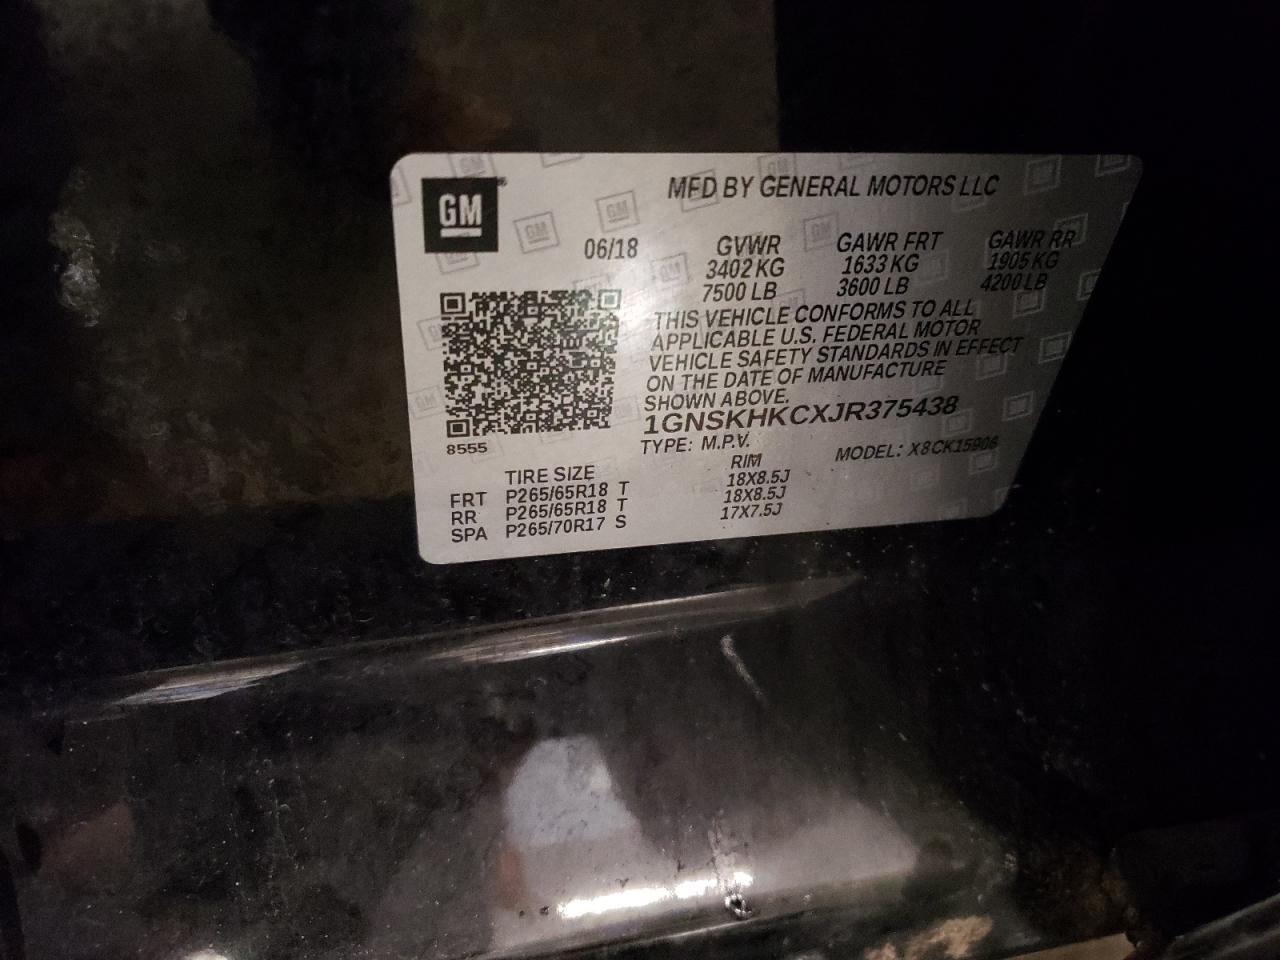 GM
MFD BY GENERAL MOTORS LLC
06/18 GVWR GAWR FRT GAWR RR
3402 KG 1633 KG 1905 KG
7500 LB 3600 LB 4200 LB
THIS VEHICLE CONFORMS TO ALL
APPLICABLE U.S. FEDERAL MOTOR
VEHICLE SAFETY STANDARDS IN EFFECT
ON THE DATE OF MANUFACTURE
SHOWN ABOVE.
1GNSKHKCXJR375438
8555
TYPE: M.P.V. MODEL: X8CK15906
TIRE SIZE RIM
FRT P265/65R18 T 18X8.5J
RR P265/65R18 T 18X8.5J
SPA P265/70R17 S 17X7.5J